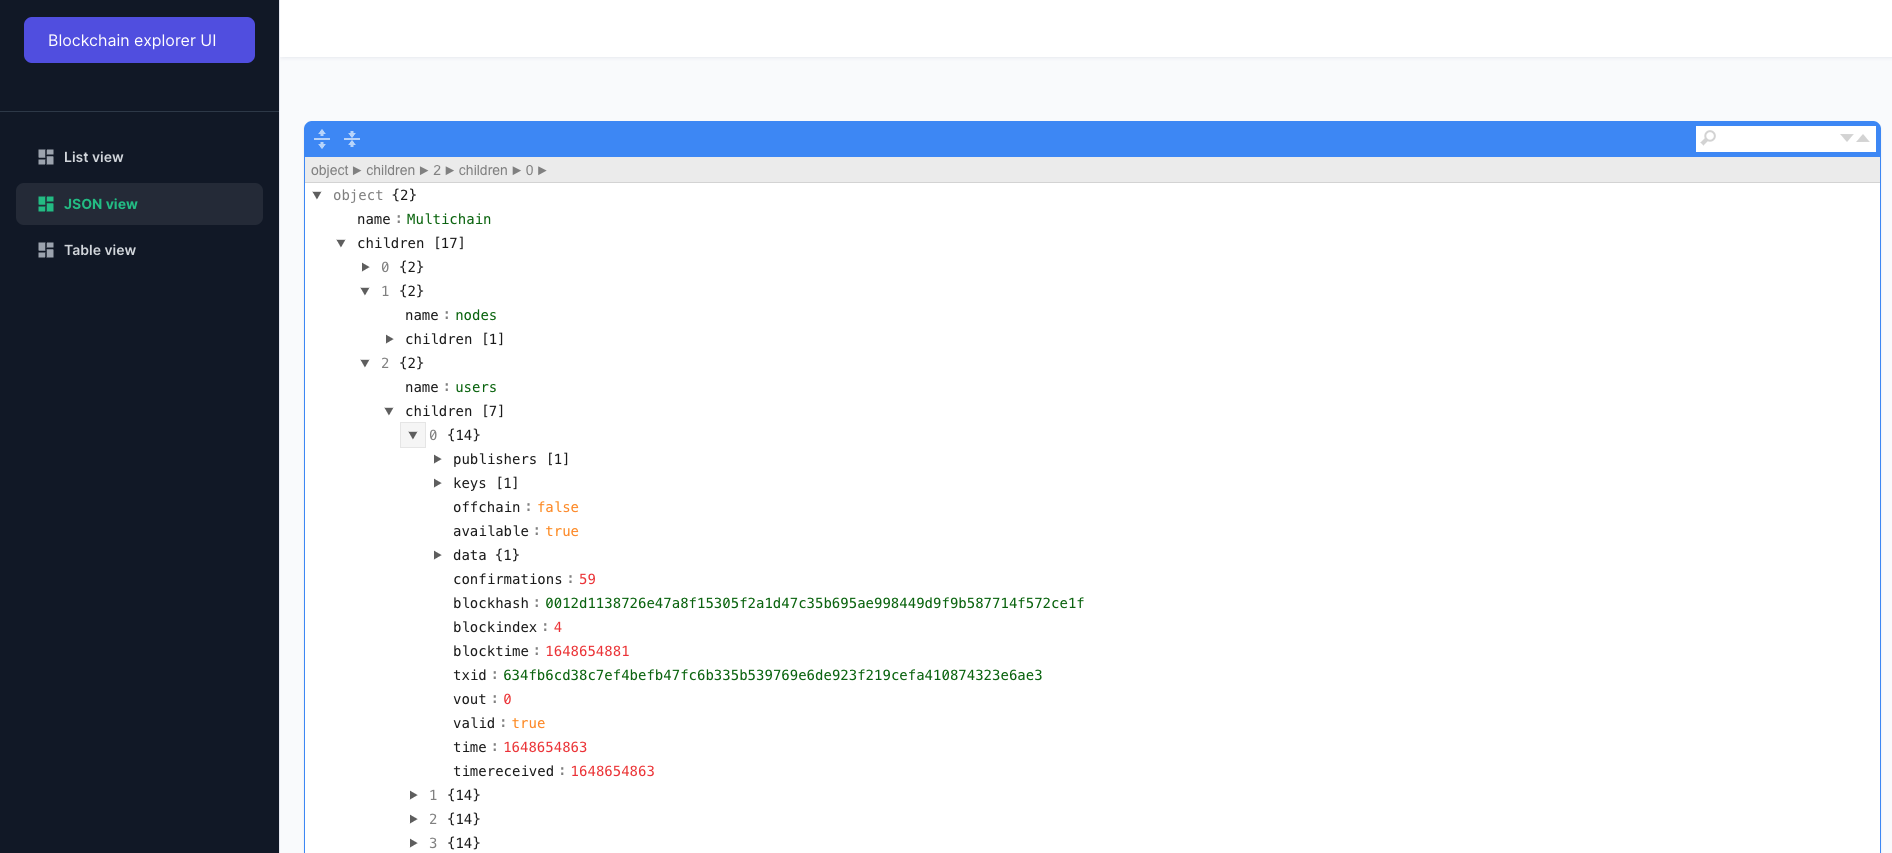 Blockchain explorer UI
List view
JSON view
Table view
object ► children ► 2 ► children ► 0 ►
object {2}
name : Multichain
children [17]
0 {2}
1 {2}
name : nodes
children [1]
2 {2}
name : users
children [7]
0 {14}
publishers [1]
keys [1]
offchain : false
available : true
data {1}
confirmations : 59
blockhash : 0012d1138726e47a8f15305f2a1d47c35b695ae998449d9f9b587714f572ce1f
blockindex : 4
blocktime : 1648654881
txid : 634fb6cd38c7ef4befb47fc6b335b539769e6de923f219cefa410874323e6ae3
vout : 0
valid : true
time : 1648654863
timereceived : 1648654863
1 {14}
2 {14}
3 {14}